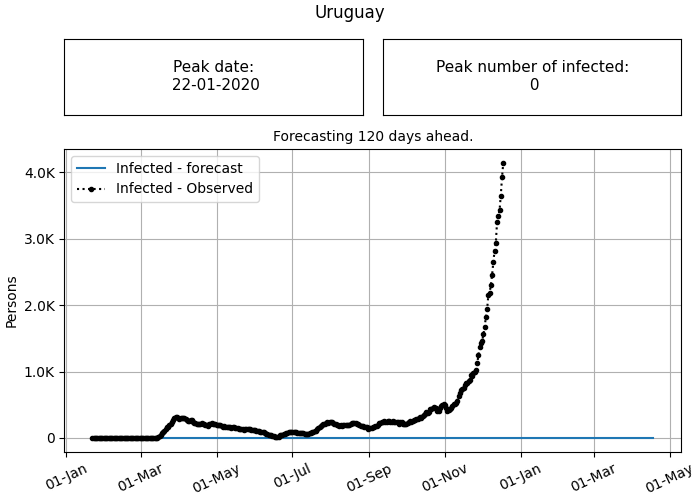 Uruguay
Peak date:
22-01-2020
Peak number of infected:
0
Forecasting 120 days ahead.
Infected - forecast
Infected - Observed
Persons
4.0K
3.0K
2.0K
1.0K
0
01-Jan
01-Mar
01-May
01-Jul
01-Sep
01-Nov
01-Jan
01-Mar
01-May